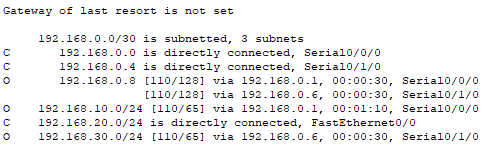 Gateway of last resort is not set
192.168.0.0/30 is subnetted, 3 subnets
C 192.168.0.0 is directly connected, Serial0/0/0
C 192.168.0.4 is directly connected, Serial0/1/0
O 192.168.0.8 [110/128] via 192.168.0.1, 00:00:30, Serial0/0/0
[110/128] via 192.168.0.6, 00:00:30, Serial0/1/0
O 192.168.10.0/24 [110/65] via 192.168.0.1, 00:01:10, Serial0/0/0
C 192.168.20.0/24 is directly connected, FastEthernet0/0
O 192.168.30.0/24 [110/65] via 192.168.0.6, 00:00:30, Serial0/1/0